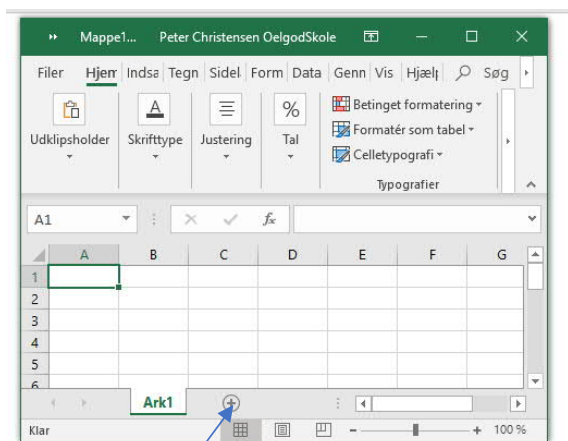 Mappe1... Peter Christensen OelgodSkole
Filer Hjem Indsæ Tegn Sidel Form Data Genn Vis Hjælp Søg
Udklipsholder Skrifttype Justering Tal
Betinget formatering
Formatér som tabel
Celletypografi
Typografier
A1 fx
A B C D E F G
1
2
3
4
5
6
Ark1
Klar 100 %